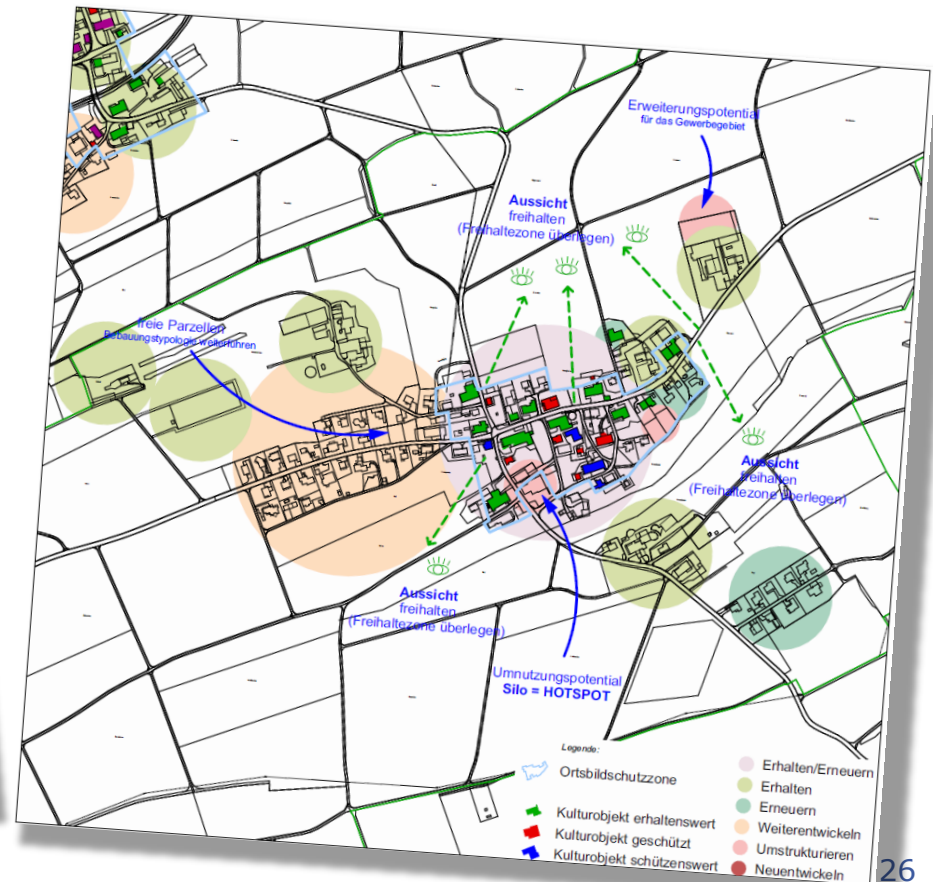 Erweiterungspotential
für das Gewerbegebiet
Aussicht
freihalten
(Freihaltezone überlegen)
freie Parzellen
Bebauungstypologie weiterführen
Aussicht
freihalten
(Freihaltezone überlegen)
Aussicht
freihalten
(Freihaltezone überlegen)
Umnutzungspotential
Silo = HOTSPOT
Legende:
Ortsbildschutzzone
Kulturobjekt erhaltenswert
Kulturobjekt geschützt
Kulturobjekt schützenswert
Erhalten/Erneuern
Erhalten
Erneuern
Weiterentwickeln
Umstrukturieren
Neuentwickeln
26